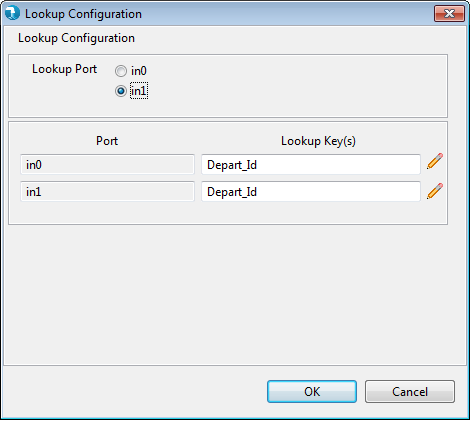 Lookup Configuration
Lookup Configuration
Lookup Port
in0
in1
Port Lookup Key(s)
in0 Depart_Id
in1 Depart_Id
OK Cancel